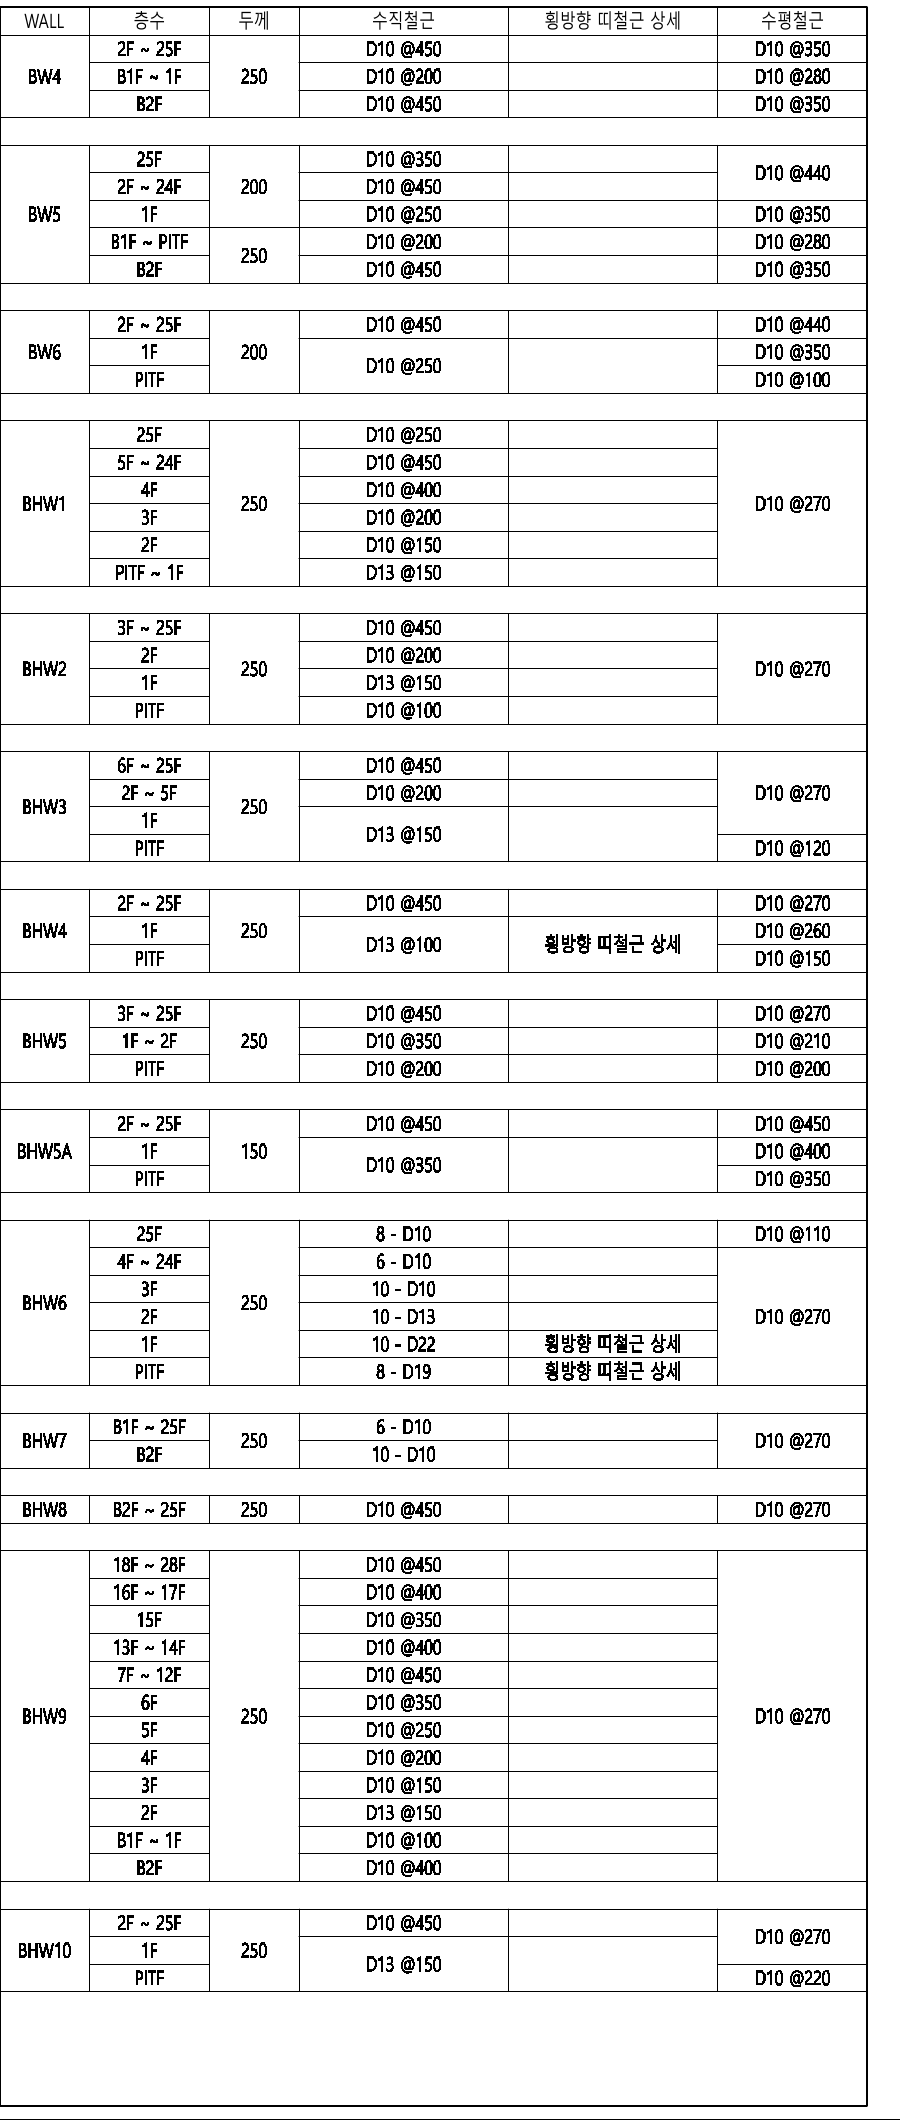 WALL 층수 두께 수직철근 횡방향 띠철근 상세 수평철근
2F ~ 25F D10 @450 D10 @350
BW4 B1F ~ 1F 250 D10 @200 D10 @280
B2F D10 @450 D10 @350
25F D10 @350
D10 @440
2F ~ 24F 200 D10 @450
BW5 1F D10 @250 D10 @350
B1F ~ PITF D10 @200 D10 @280
250
B2F D10 @450 D10 @350
2F ~ 25F D10 @450 D10 @440
BW6 1F 200 D10 @350
D10 @250
PITF D10 @100
25F D10 @250
5F ~ 24F D10 @450
4F D10 @400
BHW1 250 D10 @270
3F D10 @200
2F D10 @150
PITF ~ 1F D13 @150
3F ~ 25F D10 @450
2F D10 @200
BHW2 250 D10 @270
1F D13 @150
PITF D10 @100
6F ~ 25F D10 @450
2F ~ 5F D10 @200 D10 @270
BHW3 250
1F
D13 @150
PITF D10 @120
2F ~ 25F D10 @450 D10 @270
BHW4 1F 250 D10 @260
D13 @100 횡방향 띠철근 상세
PITF D10 @150
3F ~ 25F D10 @450 D10 @270
BHW5 1F ~ 2F 250 D10 @350 D10 @210
PITF D10 @200 D10 @200
2F ~ 25F D10 @450 D10 @450
BHW5A 1F 150 D10 @400
D10 @350
PITF D10 @350
25F 8 - D10 D10 @110
4F ~ 24F 6 - D10
3F 10 - D10
BHW6 250
2F 10 - D13 D10 @270
1F 10 - D22 횡방향 띠철근 상세
PITF 8 - D19 횡방향 띠철근 상세
B1F ~ 25F 6 - D10
BHW7 250 D10 @270
B2F 10 - D10
BHW8 B2F ~ 25F 250 D10 @450 D10 @270
18F ~ 28F D10 @450
16F ~ 17F D10 @400
15F D10 @350
13F ~ 14F D10 @400
7F ~ 12F D10 @450
6F D10 @350
BHW9 250 D10 @270
5F D10 @250
4F D10 @200
3F D10 @150
2F D13 @150
B1F ~ 1F D10 @100
B2F D10 @400
2F ~ 25F D10 @450
D10 @270
BHW10 1F 250
D13 @150
PITF D10 @220